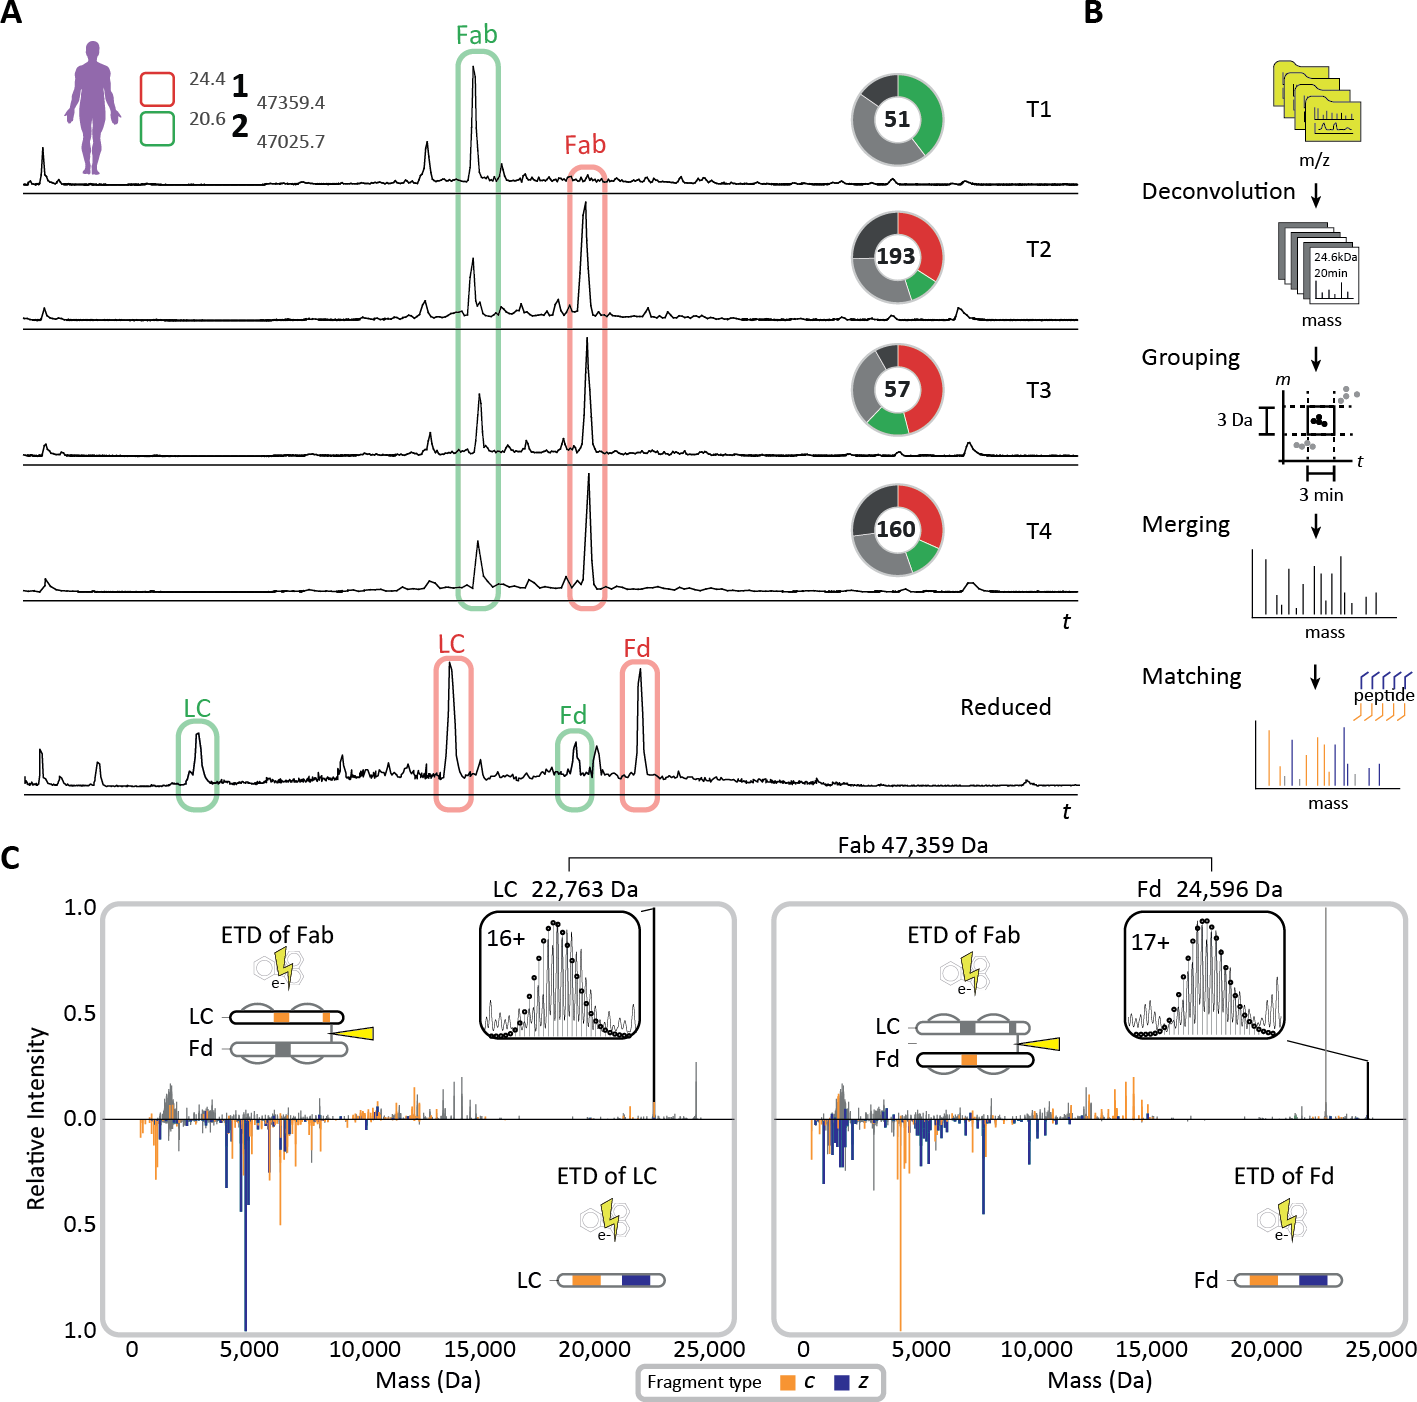 A
Fab
24.4 1 47359.4
20.6 2 47025.7
Fab
51
T1
193
T2
57
T3
160
T4
t
LC
Fd
LC
Fd
Reduced
t
B
m/z
Deconvolution
24.6kDa
20min
mass
Grouping
m
3 Da
t
3 min
Merging
mass
Matching
peptide
mass
C
Fab 47,359 Da
LC 22,763 Da
Fd 24,596 Da
Relative Intensity
1.0
0.5
0.0
0.5
1.0
ETD of Fab
e-
LC
Fd
16+
ETD of LC
e-
LC
0 5,000 10,000 15,000 20,000 25,000
Mass (Da)
ETD of Fab
e-
LC
Fd
17+
ETD of Fd
e-
Fd
0 5,000 10,000 15,000 20,000 25,000
Mass (Da)
Fragment type c z